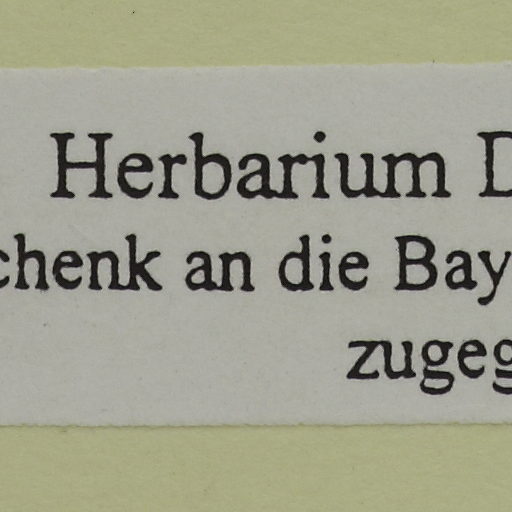 Herbarium D
chenk an die Bay
zugeg